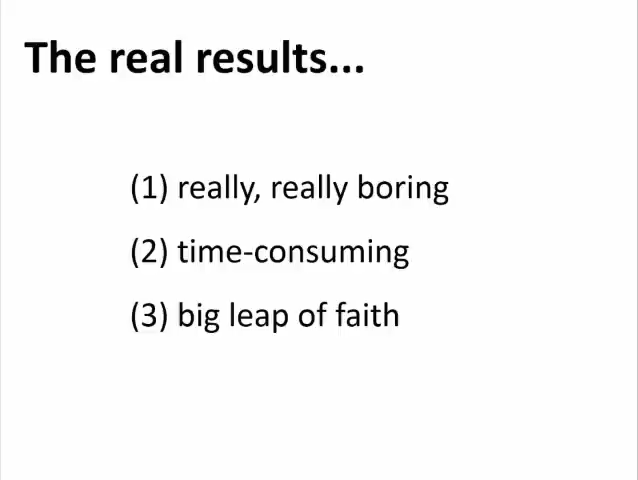 The real results...
(1) really, really boring
(2) time-consuming
(3) big leap of faith